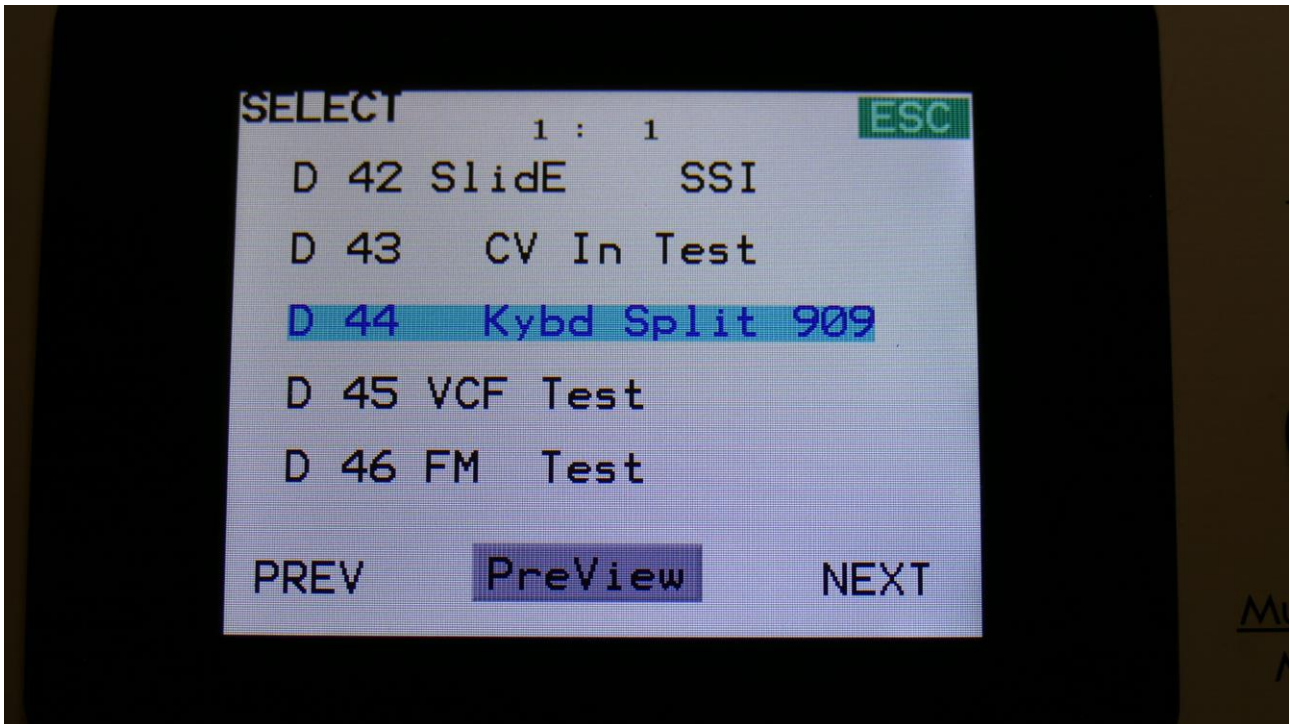 SELECT
1 : 1
ESC
D 42 SlidE SSI
D 43 CV In Test
D 44 Kybd Split 909
D 45 VCF Test
D 46 FM Test
PREV PreView NEXT